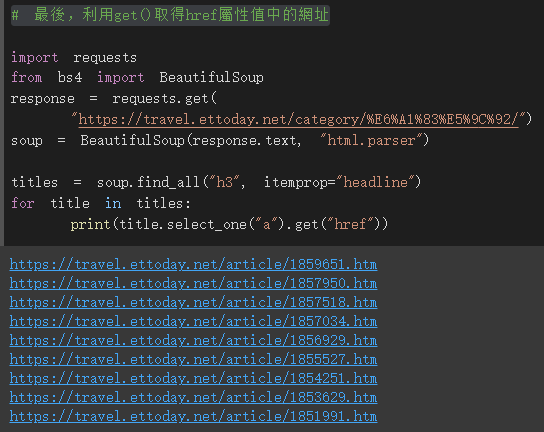 # 最後，利用get()取得href屬性值中的網址
import requests
from bs4 import BeautifulSoup
response = requests.get(
"https://travel.ettoday.net/category/%E6%A1%83%E5%9C%92/")
soup = BeautifulSoup(response.text, "html.parser")
titles = soup.find_all("h3", itemprop="headline")
for title in titles:
print(title.select_one("a").get("href"))
https://travel.ettoday.net/article/1859651.htm
https://travel.ettoday.net/article/1857950.htm
https://travel.ettoday.net/article/1857518.htm
https://travel.ettoday.net/article/1857034.htm
https://travel.ettoday.net/article/1856929.htm
https://travel.ettoday.net/article/1855527.htm
https://travel.ettoday.net/article/1854251.htm
https://travel.ettoday.net/article/1853629.htm
https://travel.ettoday.net/article/1851991.htm